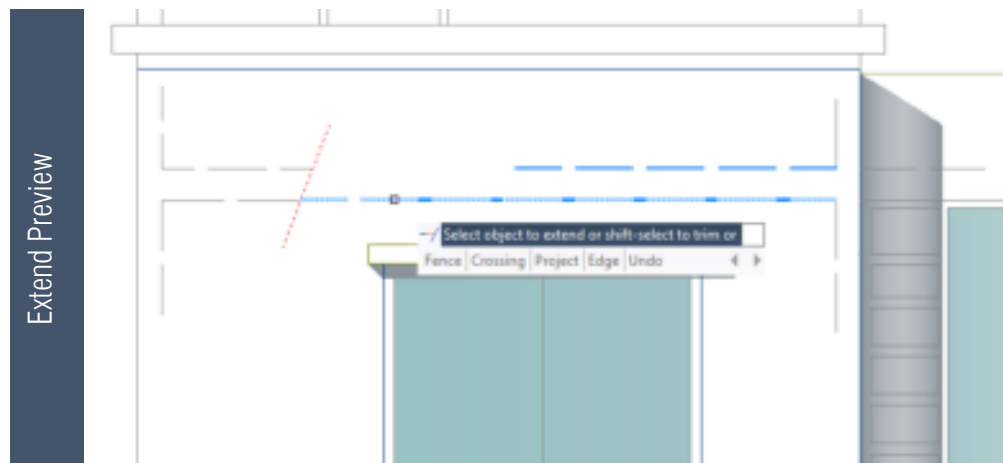 Extend Preview
Select object to extend or shift-select to trim or
Fence Crossing Project Edge Undo